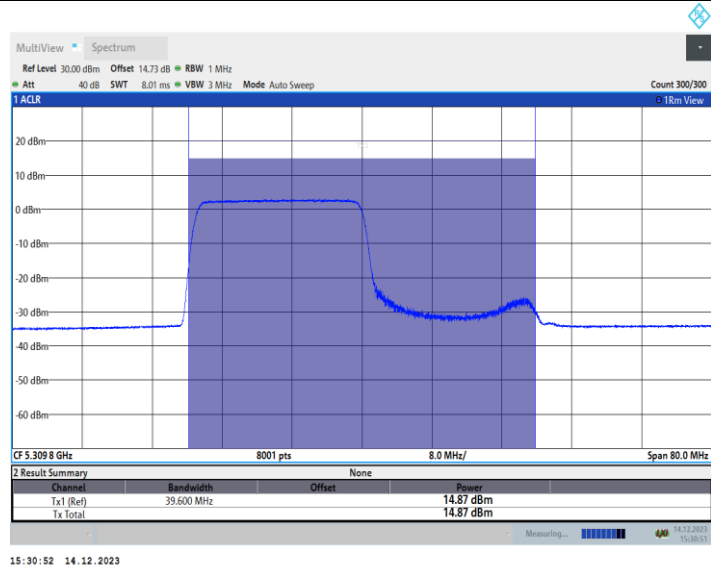 MultiView Spectrum
Ref Level 30.00 dBm Offset 14.73 dB RBW 1 MHz
Att 40 dB SWT 8.01 ms VBW 3 MHz Mode Auto Sweep Count 300/300
1 ACLR 1Rm View
20 dBm
10 dBm
0 dBm
-10 dBm
-20 dBm
-30 dBm
-40 dBm
-50 dBm
-60 dBm
CF 5.309 8 GHz 8001 pts 8.0 MHz/ Span 80.0 MHz
2 Result Summary None
Channel Bandwidth Offset Power
Tx1 (Ref) 39.600 MHz 14.87 dBm
Tx Total 14.87 dBm
Measuring... 14.12.2023
15:30:51
15:30:52 14.12.2023